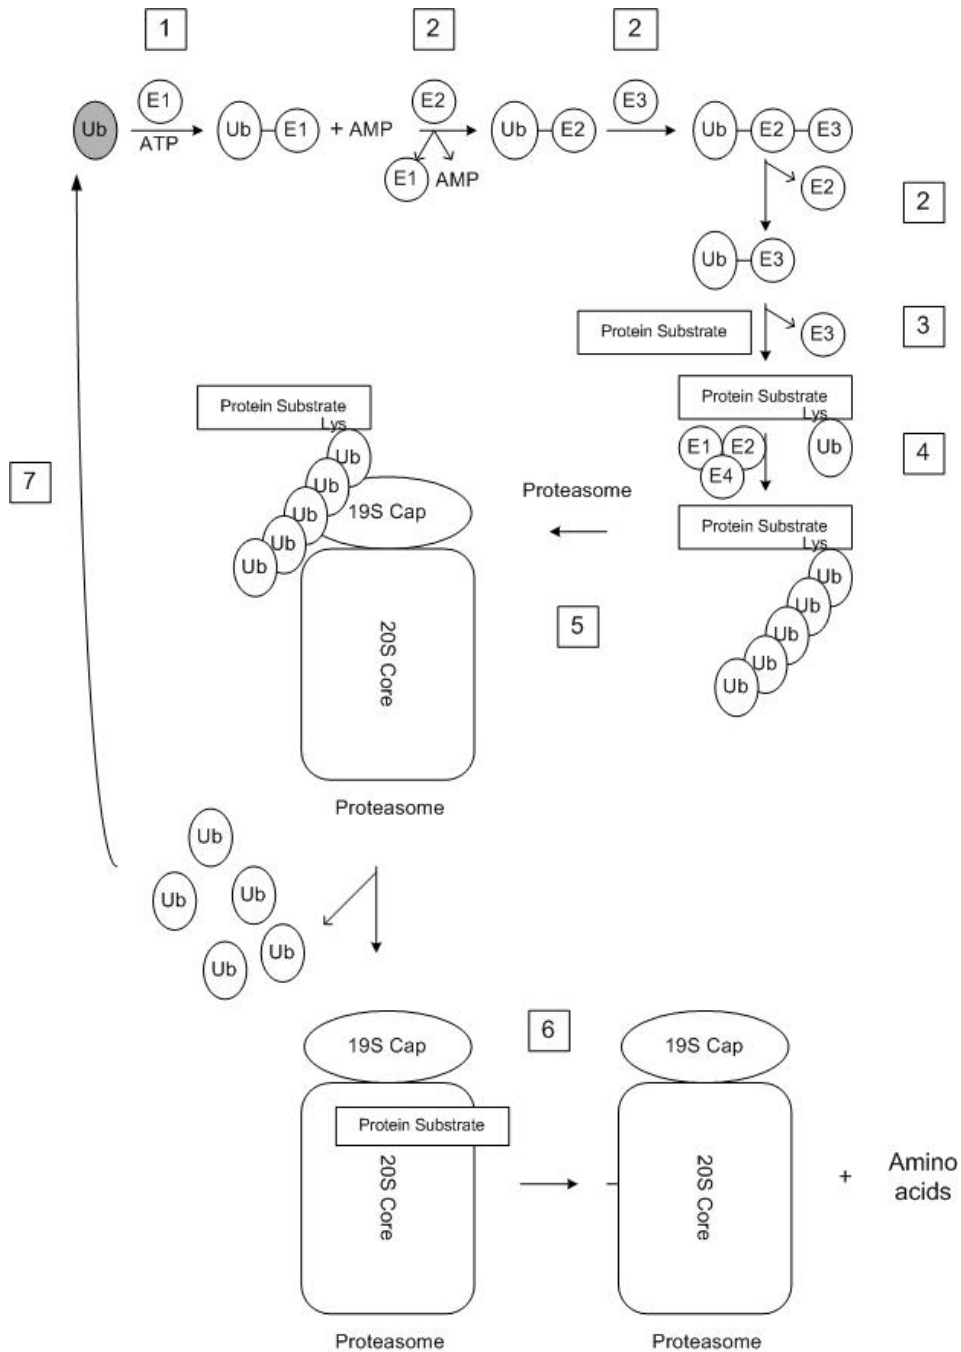 1
2
2
E1
E2
E3
Ub
ATP
Ub
E1
+ AMP
E1
AMP
Ub
E2
Ub
E2
E3
E2
2
Ub
E3
Protein Substrate
E3
3
Protein Substrate
Lys
Protein Substrate
Lys
E1
E2
E4
Ub
4
Ub
Ub
Ub
Ub
Ub
19S Cap
7
Proteasome
Protein Substrate
Lys
Ub
Ub
Ub
Ub
Ub
5
20S Core
Proteasome
Ub
Ub
Ub
Ub
Ub
6
19S Cap
19S Cap
Protein Substrate
20S Core
20S Core
+
Amino
acids
Proteasome
Proteasome